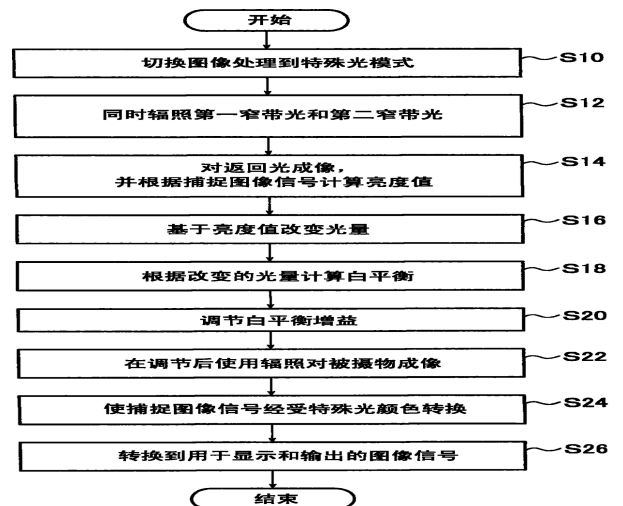 开始
切换图像处理到特殊光模式
S10
同时辐照第一窄带光和第二窄带光
S12
对返回光成像,
并根据捕捉图像信号计算亮度值
S14
基于亮度值改变光量
S16
根据改变的光量计算白平衡
S18
调节白平衡增益
S20
在调节后使用辐照对被摄物成像
S22
使捕捉图像信号经受特殊光颜色转换
S24
转换到用于显示和输出的图像信号
S26
结束